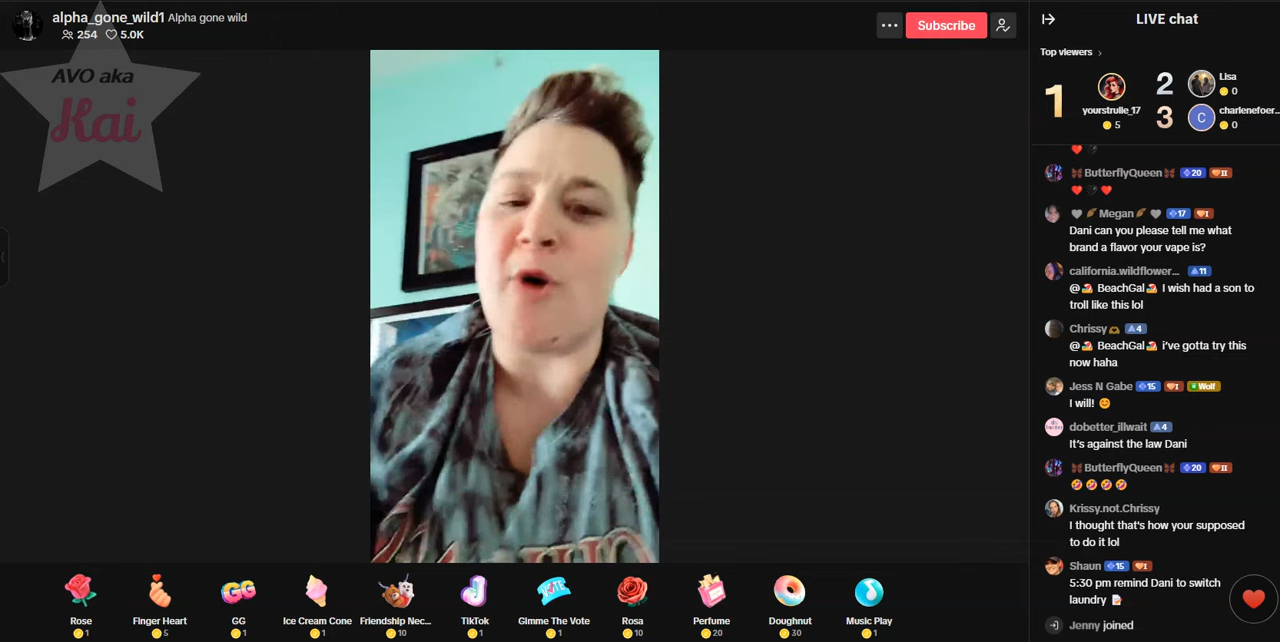 alpha_gone_wild1 Alpha gone wild
254 5.0K
AVO aka
Kai
Subscribe
LIVE chat
Top viewers
1
yourstrulie_17
5
2
Lisa
0
3
C
charlenefoer...
0
ButterflyQueen 20 II
Megan 17 I
Dani can you please tell me what
brand a flavor your vape is?
california.wildflower... 11
@ BeachGal I wish had a son to
troll like this lol
Chrissy 4
@ BeachGal i've gotta try this
now haha
Jess N Gabe 15 I Wolf
I will!
dobetter_illwait 4
It's against the law Dani
ButterflyQueen 20 II
Krissy.not.Chrissy
I thought that's how your supposed
to do it lol
Shaun 15 I
5:30 pm remind Dani to switch
laundry
Jenny joined
GG
Rose
1
Finger Heart
5
GG
1
Ice Cream Cone
1
Friendship Nec...
10
TikTok
1
GImme The Vote
1
Rosa
10
Perfume
20
Doughnut
30
Music Play
1